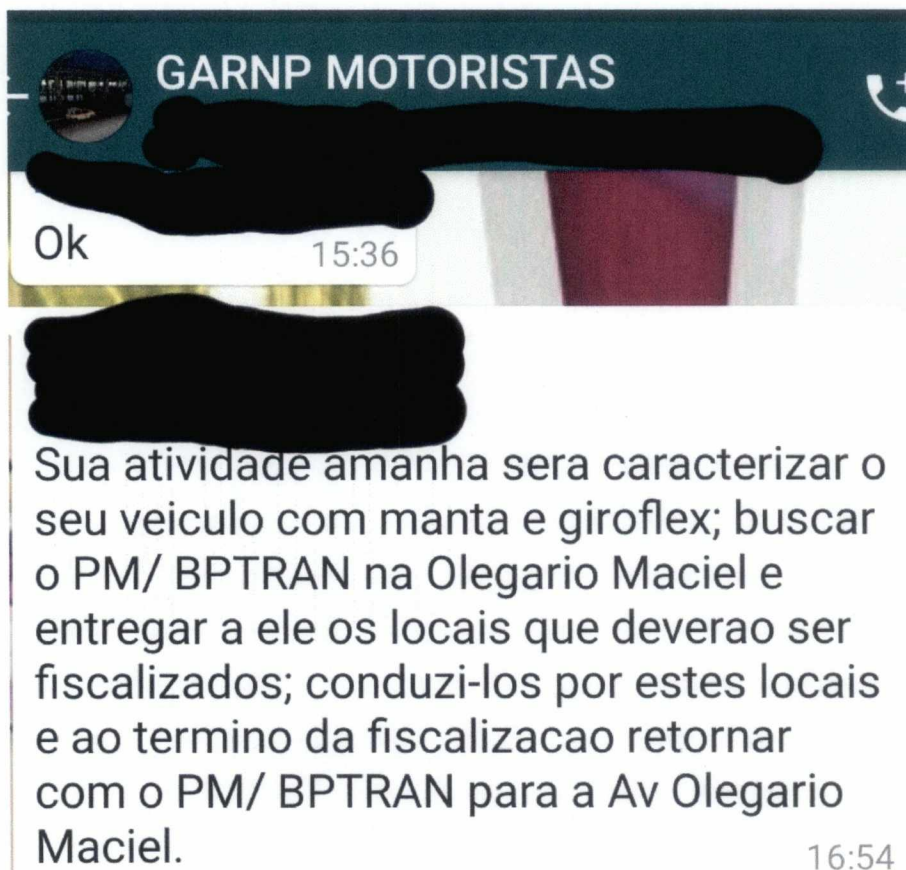 GARNP MOTORISTAS
Ok
15:36
Sua atividade amanha sera caracterizar o
seu veiculo com manta e giroflex; buscar
o PM/ BPTRAN na Olegario Maciel e
entregar a ele os locais que deverao ser
fiscalizados; conduzi-los por estes locais
e ao termino da fiscalizacao retornar
com o PM/ BPTRAN para a Av Olegario
Maciel.
16:54